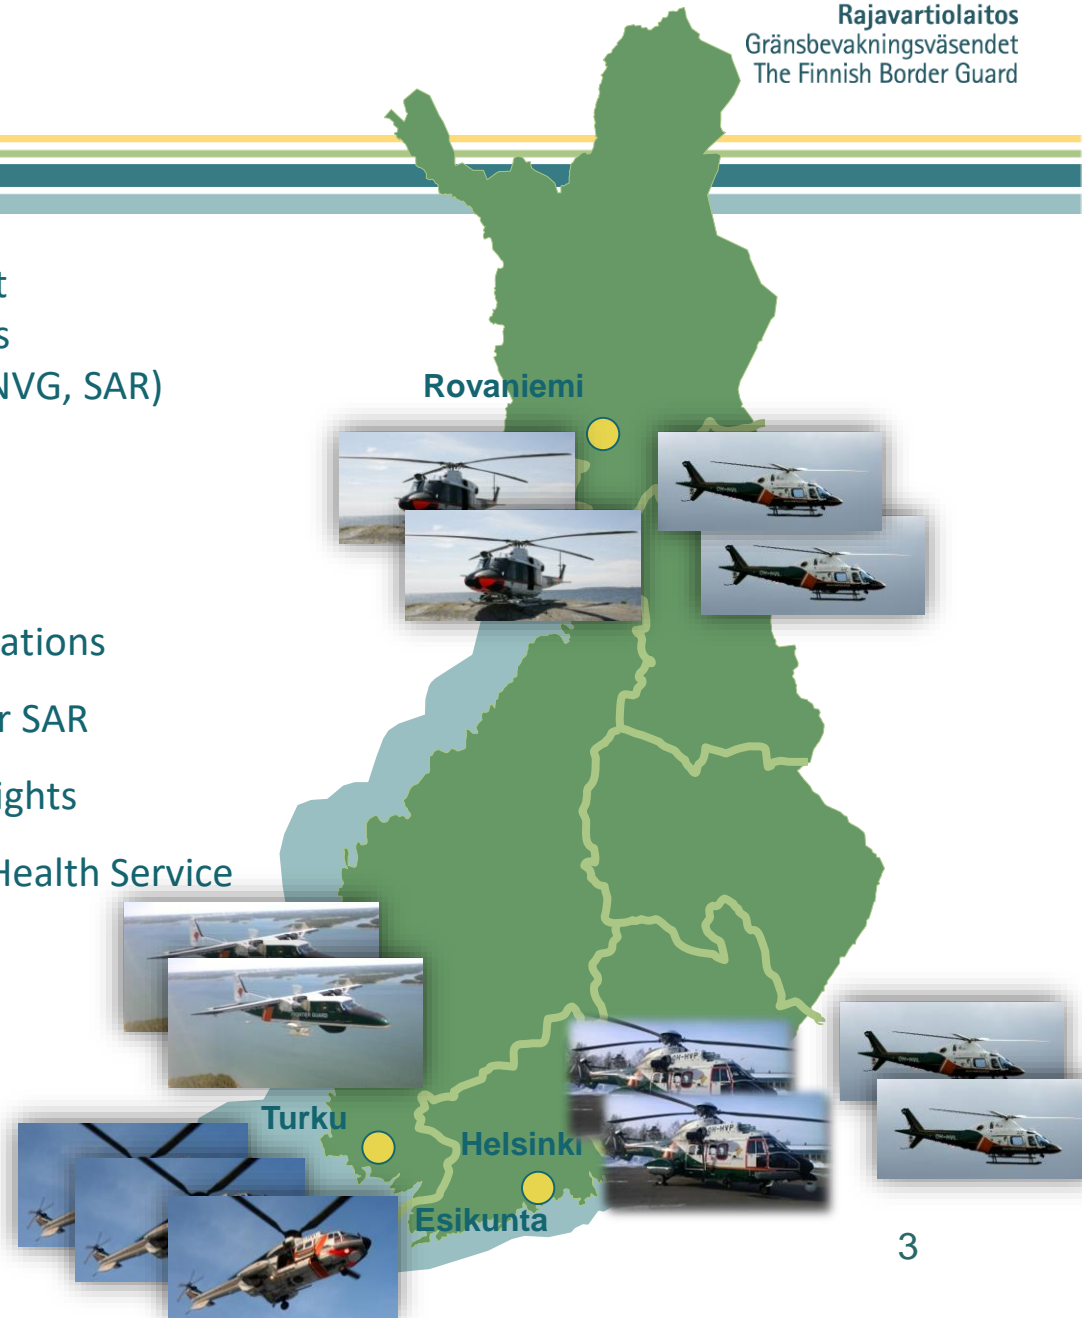 Rajavartiolaitos
Gränsbevakningsväsendet
The Finnish Border Guard
t
s
NVG, SAR)
Rovaniemi
ations
r SAR
ights
Health Service
Turku
Helsinki
Esikunta
3